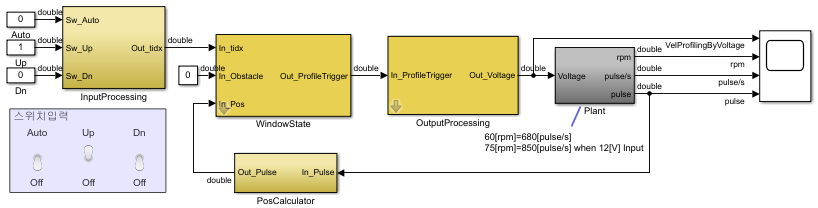 0
double
Sw_Auto
Auto
1
double
Sw_Up
Out_tidx
double
Up
0
double
Sw_Dn
Dn
InputProcessing
In_tidx
0
double
In_Obstacle
Out_ProfileTrigger
double
In_Pos
WindowState
In_ProfileTrigger
Out_Voltage
double
OutputProcessing
Voltage
rpm
pulse/s
pulse
Plant
double
double
double
VelProfilingByVoltage
rpm
pulse/s
pulse
60[rpm]=680[pulse/s]
75[rpm]=850[pulse/s] when 12[V] Input
스위치입력
Auto
Up
Dn
Off
Off
Off
Out_Pulse
In_Pulse
double
PosCalculator